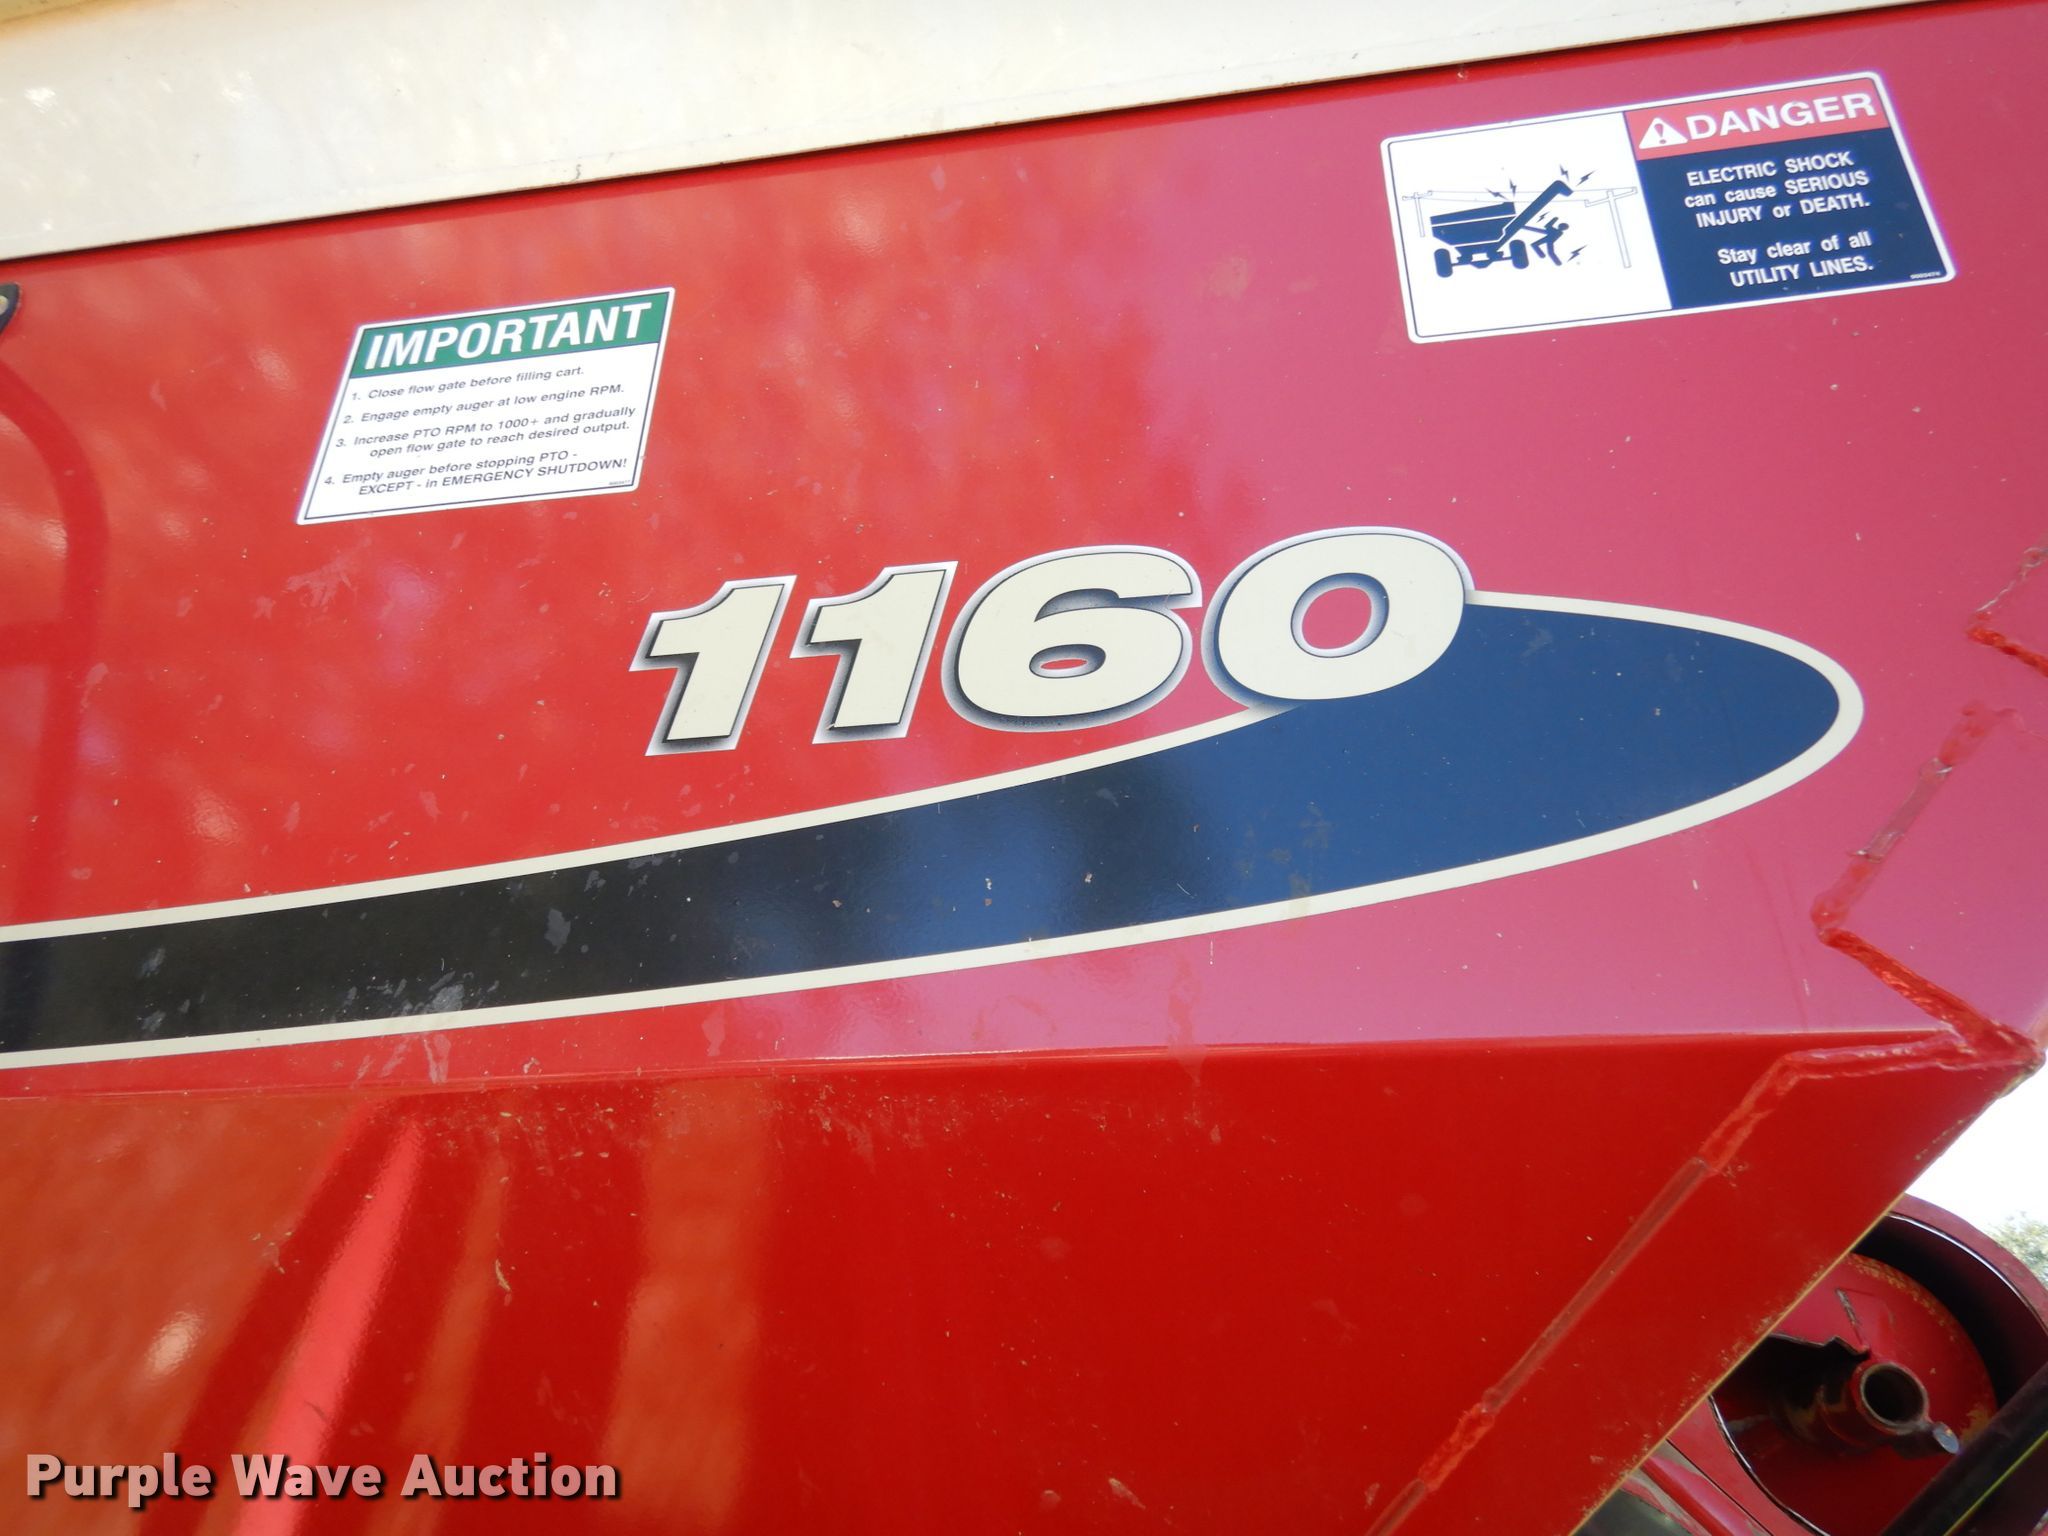 DANGER
ELECTRIC SHOCK
can cause SERIOUS
INJURY or DEATH.
Stay clear of all
UTILITY LINES.
9003474
IMPORTANT
1. Close flow gate before filling cart.
2. Engage empty auger at low engine RPM.
3. Increase PTO RPM to 1000+ and gradually
open flow gate to reach desired output.
4. Empty auger before stopping PTO -
EXCEPT - in EMERGENCY SHUTDOWN!
1160
Purple Wave Auction